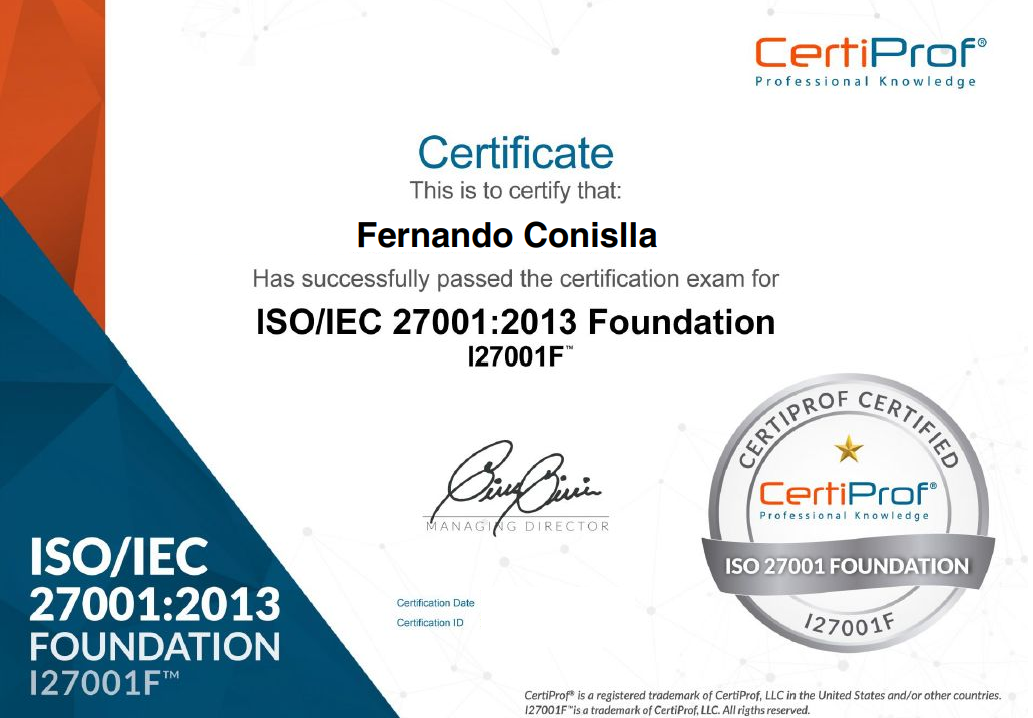 CertiProf®
Professional Knowledge
Certificate
This is to certify that:
Fernando Conislla
Has successfully passed the certification exam for
ISO/IEC 27001:2013 Foundation
I27001F™
MANAGING DIRECTOR
CERTIPROF CERTIFIED
CertiProf®
Professional Knowledge
ISO 27001 FOUNDATION
I27001F
ISO/IEC
27001:2013
FOUNDATION
I27001F™
Certification Date
Certification ID
CertiProf® is a registered trademark of CertiProf, LLC in the United States and/or other countries.
I27001F™is a trademark of CertiProf, LLC. All rigths reserved.